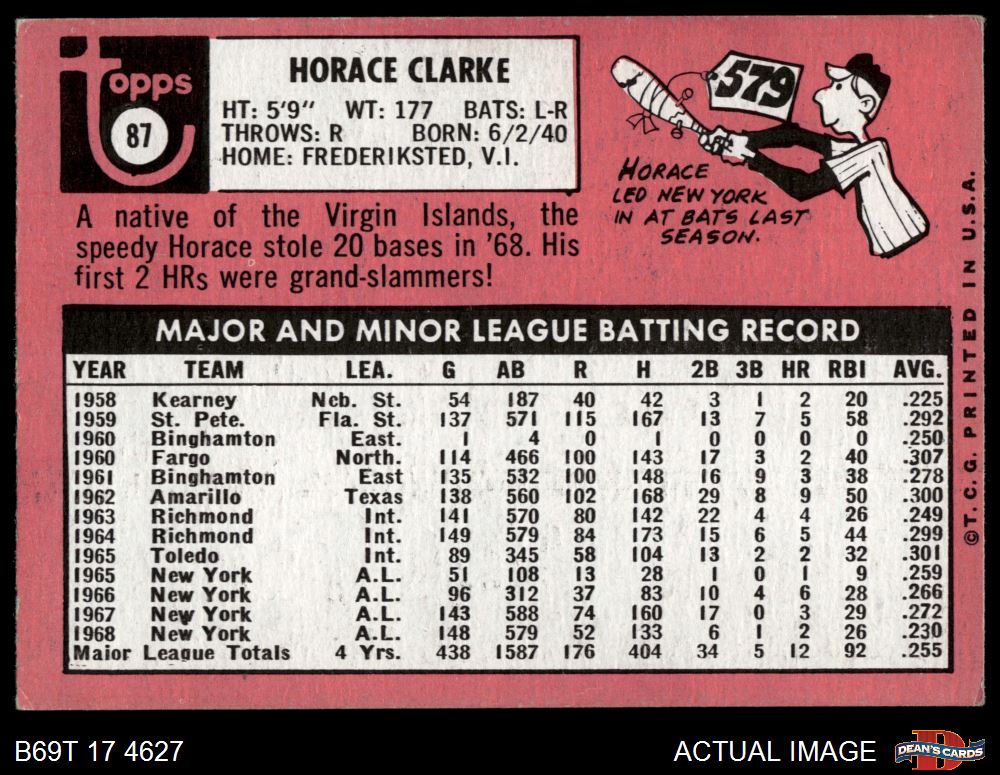 Topps
87
HORACE CLARKE
HT: 5'9" WT: 177 BATS: L-R
THROWS: R BORN: 6/2/40
HOME: FREDERIKSTED, V.I.
.579
HORACE
LED NEW YORK
IN AT BATS LAST
SEASON.
A native of the Virgin Islands, the
speedy Horace stole 20 bases in '68. His
first 2 HRs were grand-slammers!
MAJOR AND MINOR LEAGUE BATTING RECORD
YEAR TEAM LEA. G AB R H 2B 3B HR RBI AVG.
1958 Kearney Neb. St. 54 187 40 42 3 1 2 20 .225
1959 St. Pete. Fla. St. 137 571 115 167 13 7 5 58 .292
1960 Binghamton East. 1 4 0 1 0 0 0 0 .250
1960 Fargo North. 114 466 100 143 17 3 2 40 .307
1961 Binghamton East 135 532 100 148 16 9 3 38 .278
1962 Amarillo Texas 138 560 102 168 29 8 9 50 .300
1963 Richmond Int. 141 570 80 142 22 4 4 26 .249
1964 Richmond Int. 149 579 84 173 15 6 5 44 .299
1965 Toledo Int. 89 345 58 104 13 2 2 32 .301
1965 New York A.L. 51 108 13 28 1 0 1 9 .259
1966 New York A.L. 96 312 37 83 10 4 6 28 .266
1967 New York A.L. 143 588 74 160 17 0 3 29 .272
1968 New York A.L. 148 579 52 133 6 1 2 26 .230
Major League Totals 4 Yrs. 438 1587 176 404 34 5 12 92 .255
©T.C.G. PRINTED IN U.S.A.
B69T 17 4627
ACTUAL IMAGE
DEAN'S CARDS